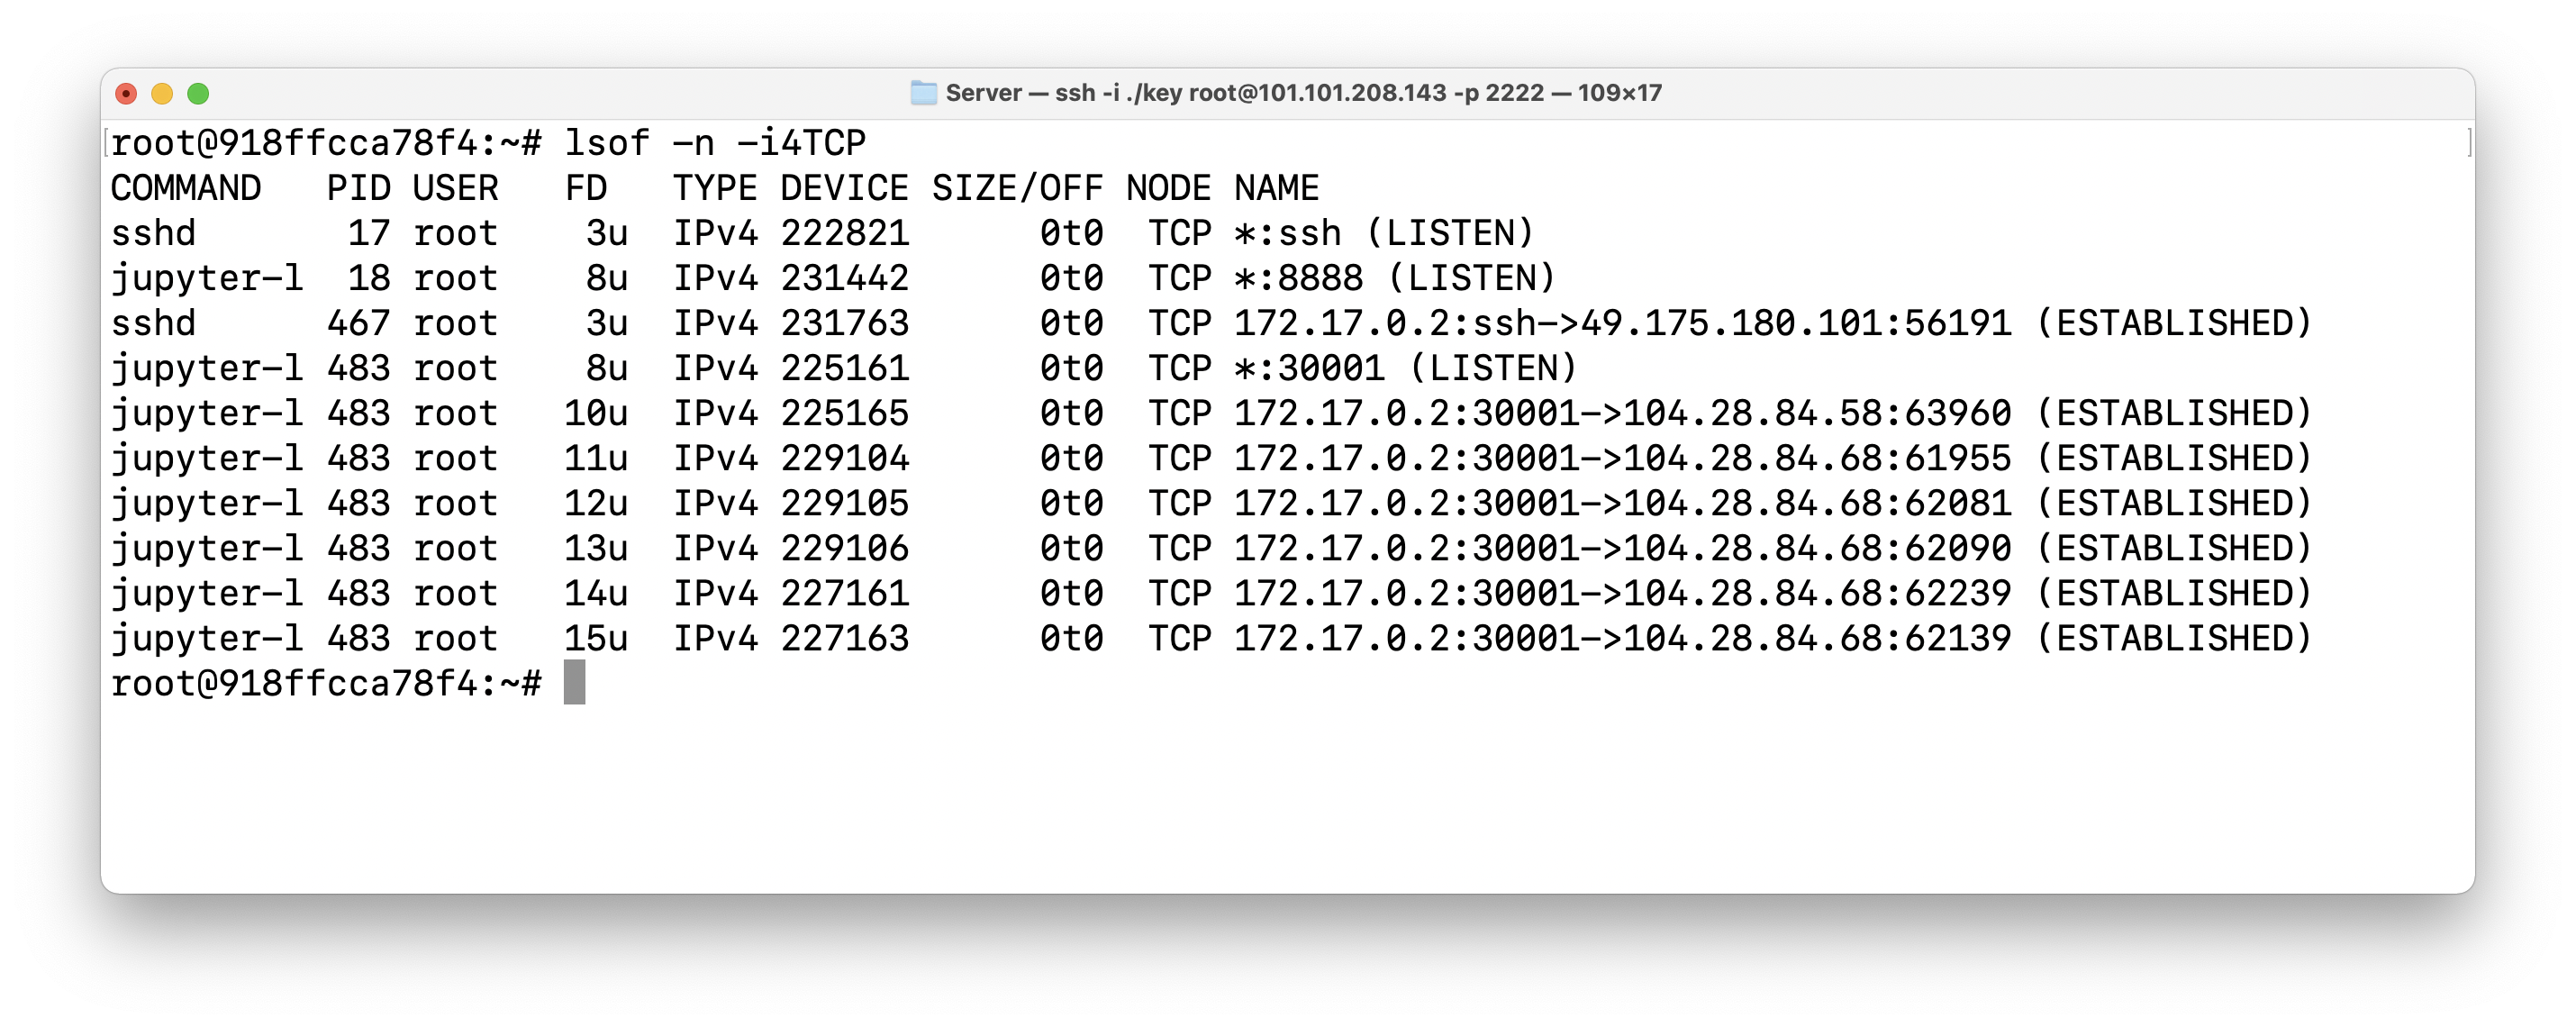 Server — ssh -i ./key root@101.101.208.143 -p 2222 — 109×17
root@918ffcca78f4:~# lsof -n -i4TCP
COMMAND   PID USER   FD   TYPE DEVICE SIZE/OFF NODE NAME
sshd       17 root    3u  IPv4 222821      0t0  TCP *:ssh (LISTEN)
jupyter-l  18 root    8u  IPv4 231442      0t0  TCP *:8888 (LISTEN)
sshd      467 root    3u  IPv4 231763      0t0  TCP 172.17.0.2:ssh->49.175.180.101:56191 (ESTABLISHED)
jupyter-l 483 root    8u  IPv4 225161      0t0  TCP *:30001 (LISTEN)
jupyter-l 483 root   10u  IPv4 225165      0t0  TCP 172.17.0.2:30001->104.28.84.58:63960 (ESTABLISHED)
jupyter-l 483 root   11u  IPv4 229104      0t0  TCP 172.17.0.2:30001->104.28.84.68:61955 (ESTABLISHED)
jupyter-l 483 root   12u  IPv4 229105      0t0  TCP 172.17.0.2:30001->104.28.84.68:62081 (ESTABLISHED)
jupyter-l 483 root   13u  IPv4 229106      0t0  TCP 172.17.0.2:30001->104.28.84.68:62090 (ESTABLISHED)
jupyter-l 483 root   14u  IPv4 227161      0t0  TCP 172.17.0.2:30001->104.28.84.68:62239 (ESTABLISHED)
jupyter-l 483 root   15u  IPv4 227163      0t0  TCP 172.17.0.2:30001->104.28.84.68:62139 (ESTABLISHED)
root@918ffcca78f4:~#